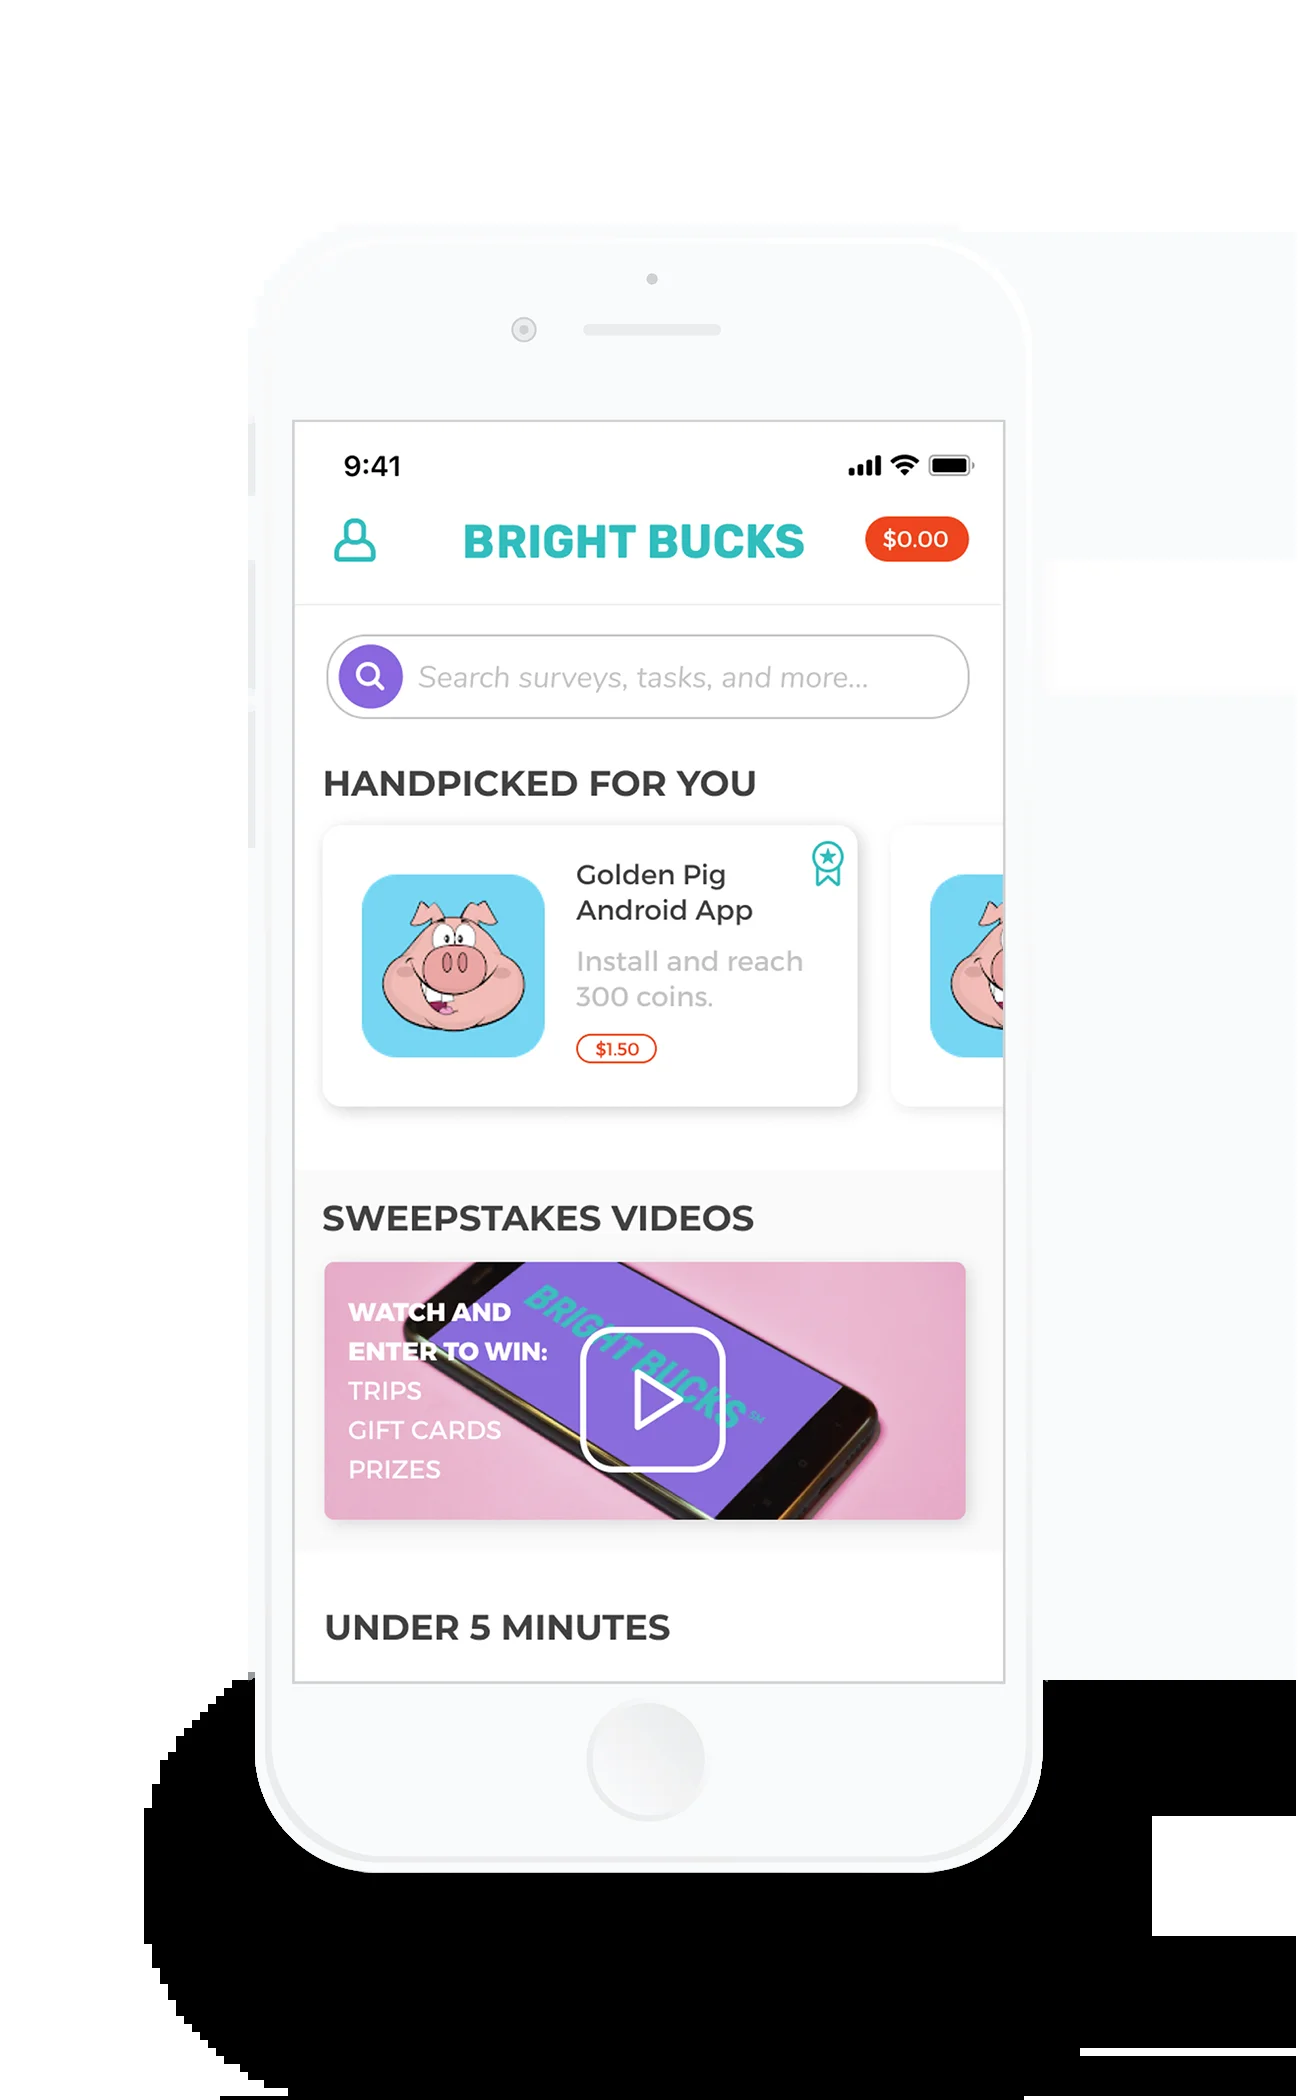 9:41
BRIGHT BUCKS
$0.00
Search surveys, tasks, and more...
HANDPICKED FOR YOU
Golden Pig
Android App
Install and reach
300 coins.
$1.50
SWEEPSTAKES VIDEOS
WATCH AND
ENTER TO WIN:
TRIPS
GIFT CARDS
PRIZES
BRIGHT BUCKS℠
UNDER 5 MINUTES